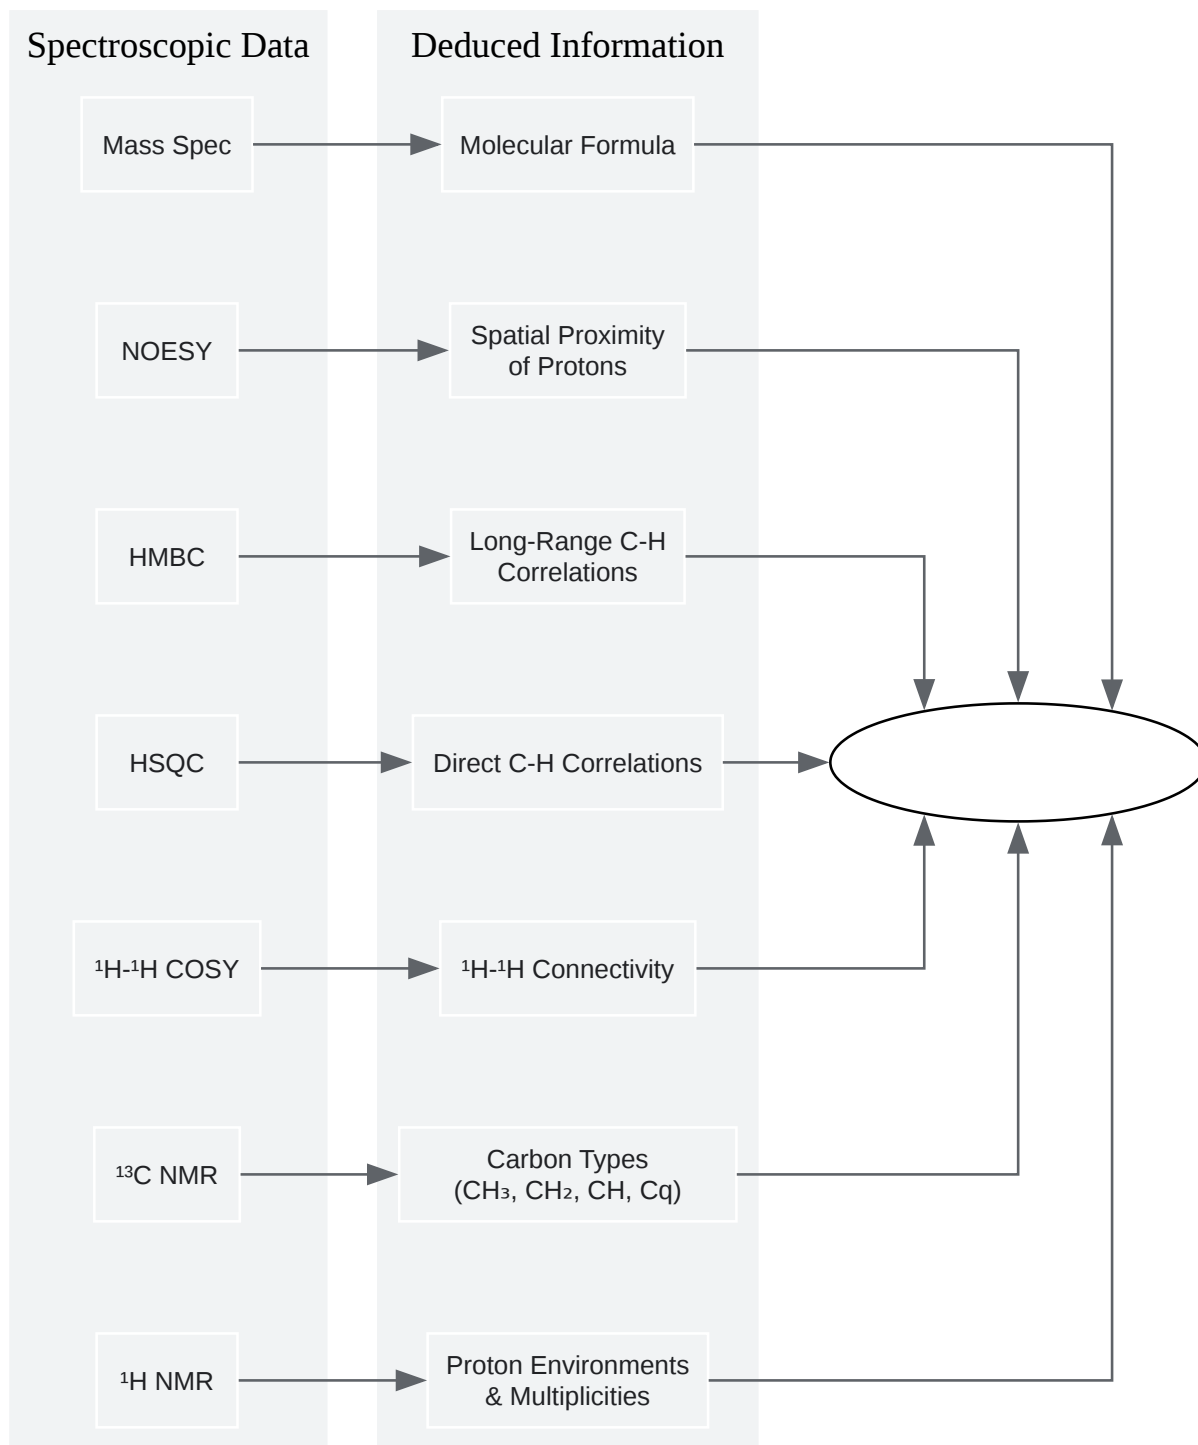 Spectroscopic Data
Deduced Information
Mass Spec
Molecular Formula
NOESY
Spatial Proximity
of Protons
HMBC
Long-Range C-H
Correlations
HSQC
Direct C-H Correlations
¹H-¹H COSY
¹H-¹H Connectivity
¹³C NMR
Carbon Types
(CH₃, CH₂, CH, Cq)
¹H NMR
Proton Environments
& Multiplicities